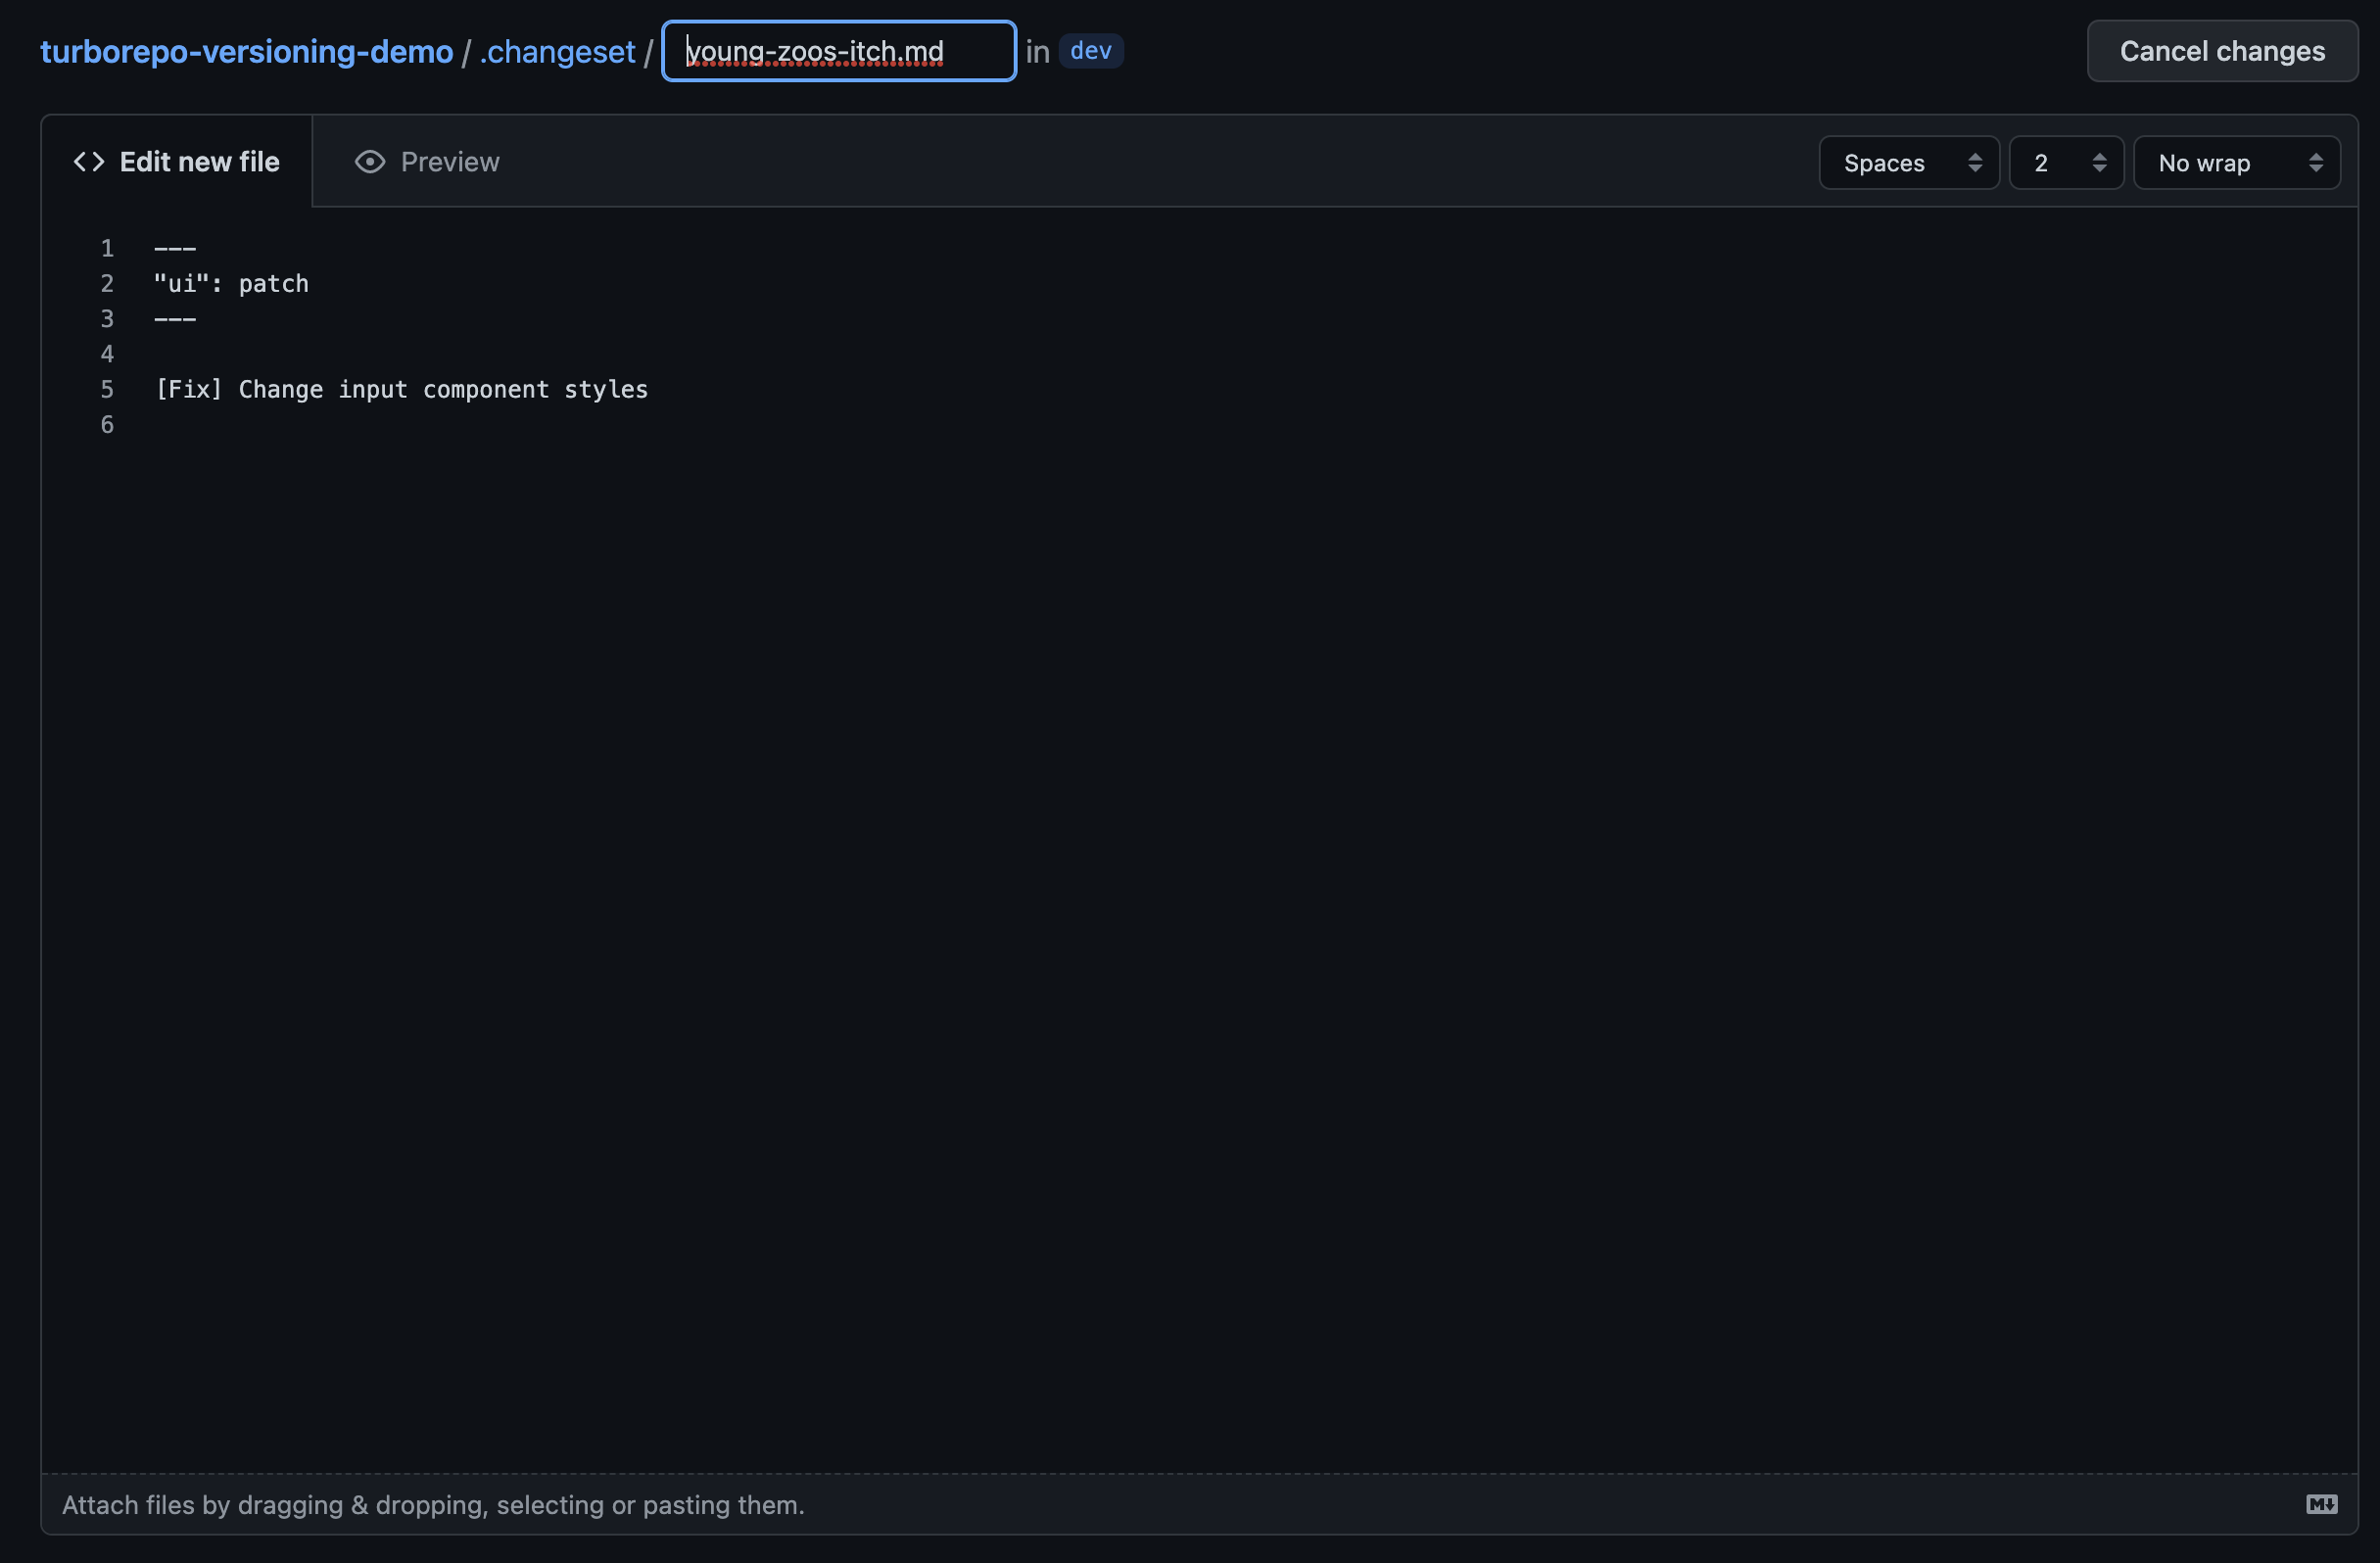 turborepo-versioning-demo / .changeset / young-zoos-itch.md in dev
Cancel changes
<> Edit new file
Preview
Spaces
2
No wrap
1 ---
2 "ui": patch
3 ---
4
5 [Fix] Change input component styles
6
Attach files by dragging & dropping, selecting or pasting them.
M